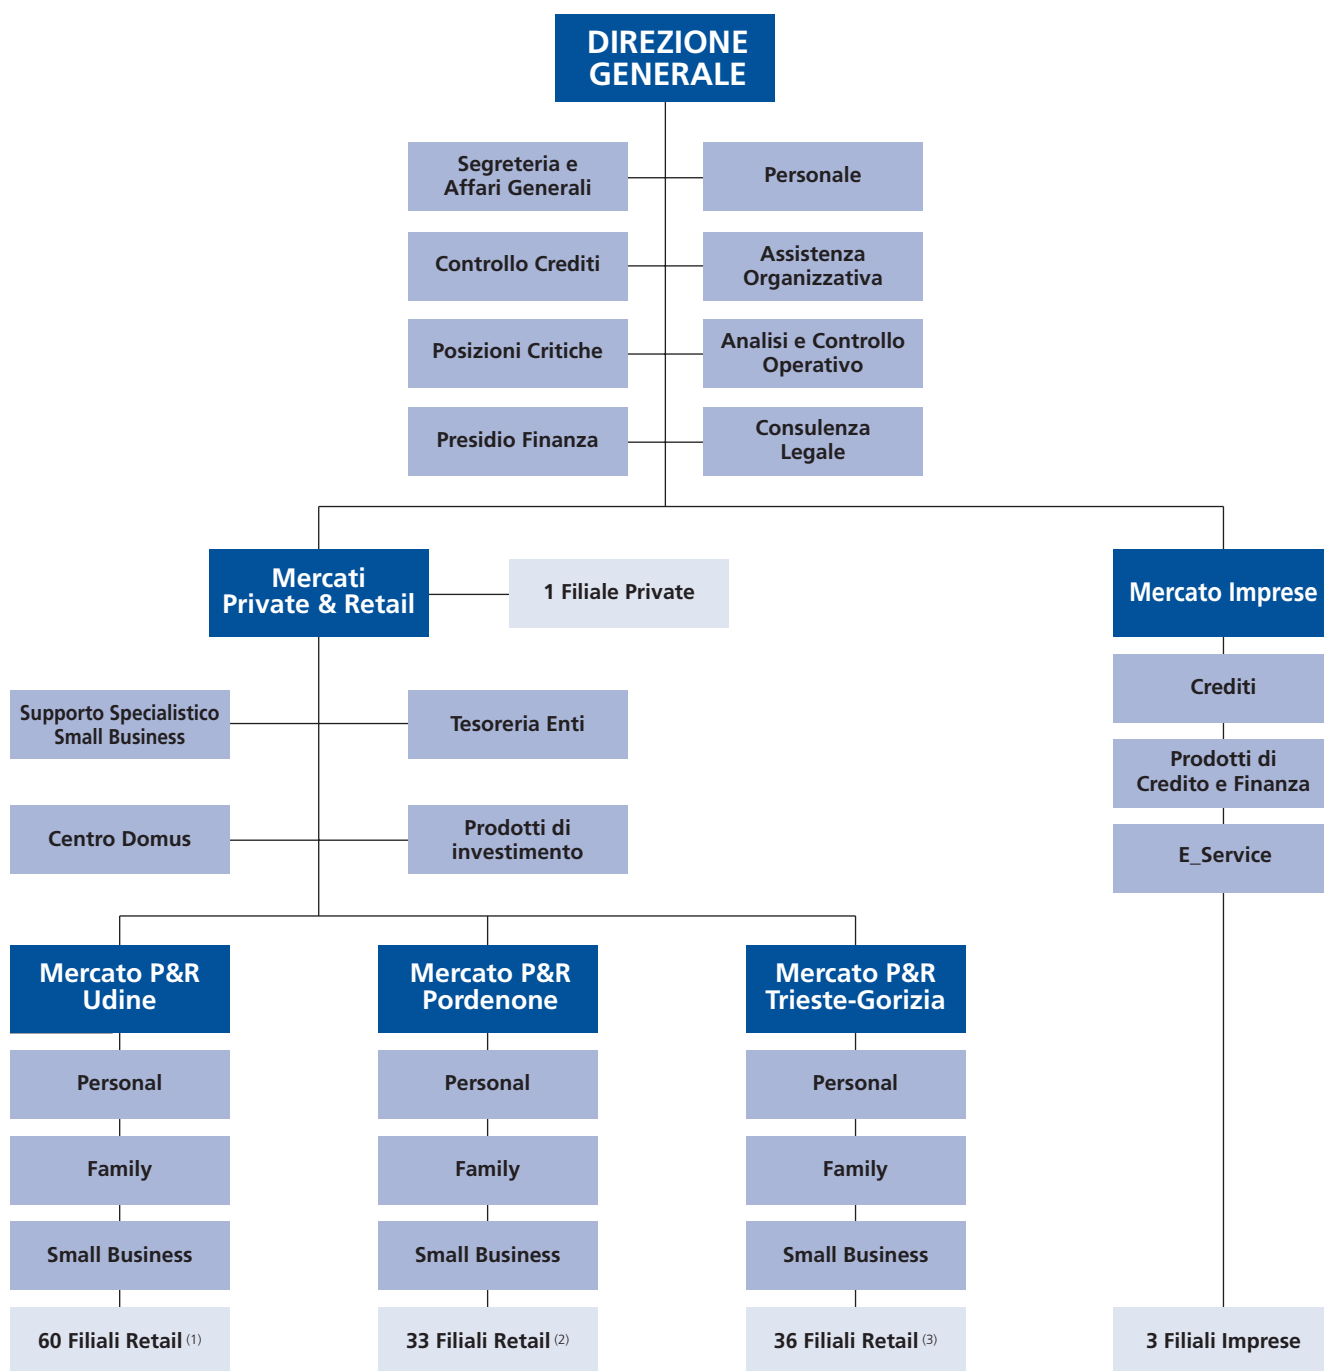 DIREZIONE
GENERALE
Segreteria e
Affari Generali
Personale
Controllo Crediti
Assistenza
Organizzativa
Posizioni Critiche
Analisi e Controllo
Operativo
Presidio Finanza
Consulenza
Legale
Mercati
Private & Retail
1 Filiale Private
Mercato Imprese
Supporto Specialistico
Small Business
Tesoreria Enti
Crediti
Prodotti di
Credito e Finanza
Centro Domus
Prodotti di
investimento
E_Service
Mercato P&R
Udine
Mercato P&R
Pordenone
Mercato P&R
Trieste-Gorizia
Personal
Personal
Personal
Family
Family
Family
Small Business
Small Business
Small Business
60 Filiali Retail (1)
33 Filiali Retail (2)
36 Filiali Retail (3)
3 Filiali Imprese